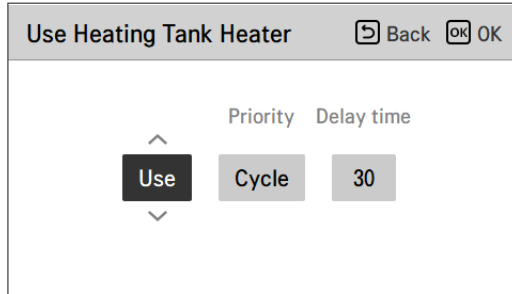 Use Heating Tank Heater Back OK OK
Priority Delay time
Use Cycle 30